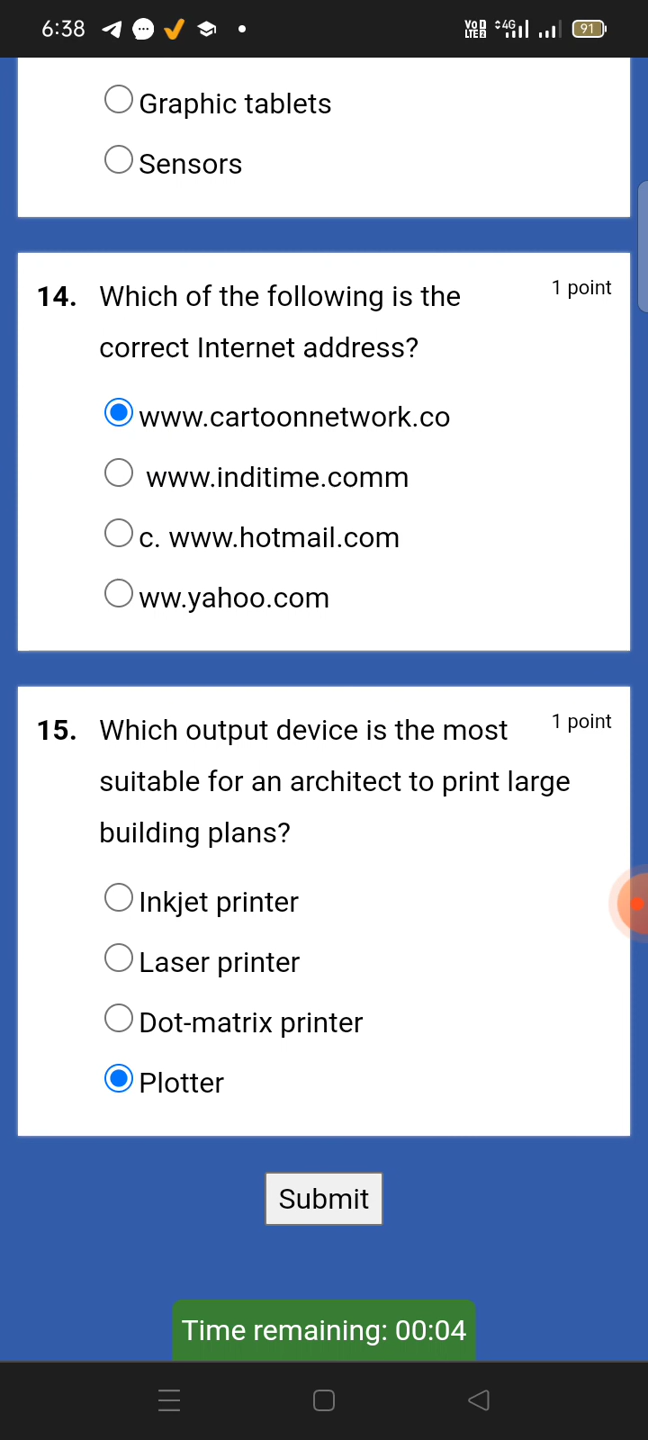 6:38
VoD 4G 91
LTE2
Graphic tablets
Sensors
14. Which of the following is the 1 point
correct Internet address?
www.cartoonnetwork.co
www.inditime.comm
c. www.hotmail.com
ww.yahoo.com
15. Which output device is the most 1 point
suitable for an architect to print large
building plans?
Inkjet printer
Laser printer
Dot-matrix printer
Plotter
Submit
Time remaining: 00:04